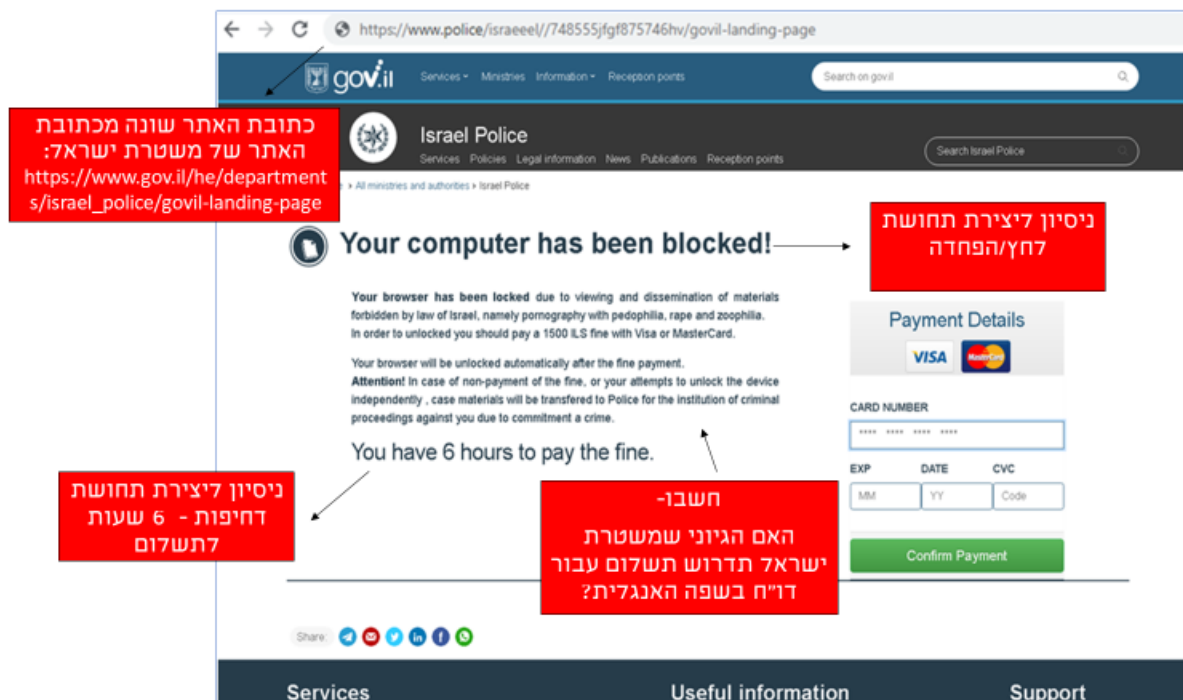 https://www.police/israeeel//748555jfgf875746hv/govil-landing-page
gov.il
Services Ministries Information Reception points
Search on govil
Israel Police
Services Policies Legal information News Publications Reception points
Search Israel Police
כתובת האתר שונה מכתובת
האתר של משטרת ישראל:
https://www.gov.il/he/department
s/israel_police/govil-landing-page
All ministries and authorities > Israel Police
Your computer has been blocked!
ניסיון ליצירת תחושת
לחץ/הפחדה
Your browser has been locked due to viewing and dissemination of materials
forbidden by law of Israel, namely pornography with pedophilia, rape and zoophilia.
In order to unlocked you should pay a 1500 ILS fine with Visa or MasterCard.
Your browser will be unlocked automatically after the fine payment.
Attention! In case of non-payment of the fine, or your attempts to unlock the device
independently , case materials will be transfered to Police for the institution of criminal
proceedings against you due to commitment a crime.
You have 6 hours to pay the fine.
Payment Details
VISA MasterCard
CARD NUMBER
**** **** **** ****
EXP DATE CVC
MM YY Code
Confirm Payment
ניסיון ליצירת תחושת
דחיפות - 6 שעות
לתשלום
חשבו-
האם הגיוני שמשטרת
ישראל תדרוש תשלום עבור
דו"ח בשפה האנגלית?
Share:
Services Useful information Support